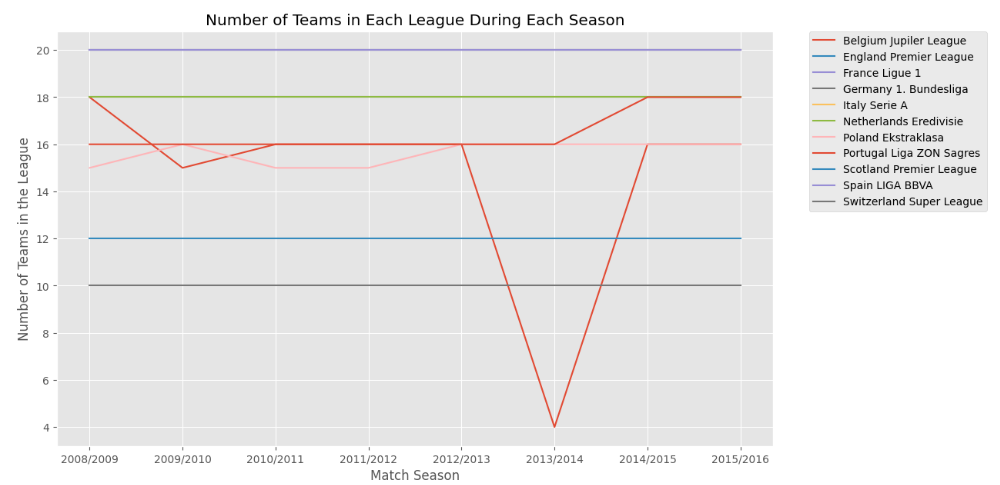 Number of Teams in Each League During Each Season
Number of Teams in the League
20
18
16
14
12
10
8
6
4
2008/2009
2009/2010
2010/2011
2011/2012
2012/2013
2013/2014
2014/2015
2015/2016
Match Season
Belgium Jupiler League
England Premier League
France Ligue 1
Germany 1. Bundesliga
Italy Serie A
Netherlands Eredivisie
Poland Ekstraklasa
Portugal Liga ZON Sagres
Scotland Premier League
Spain LIGA BBVA
Switzerland Super League